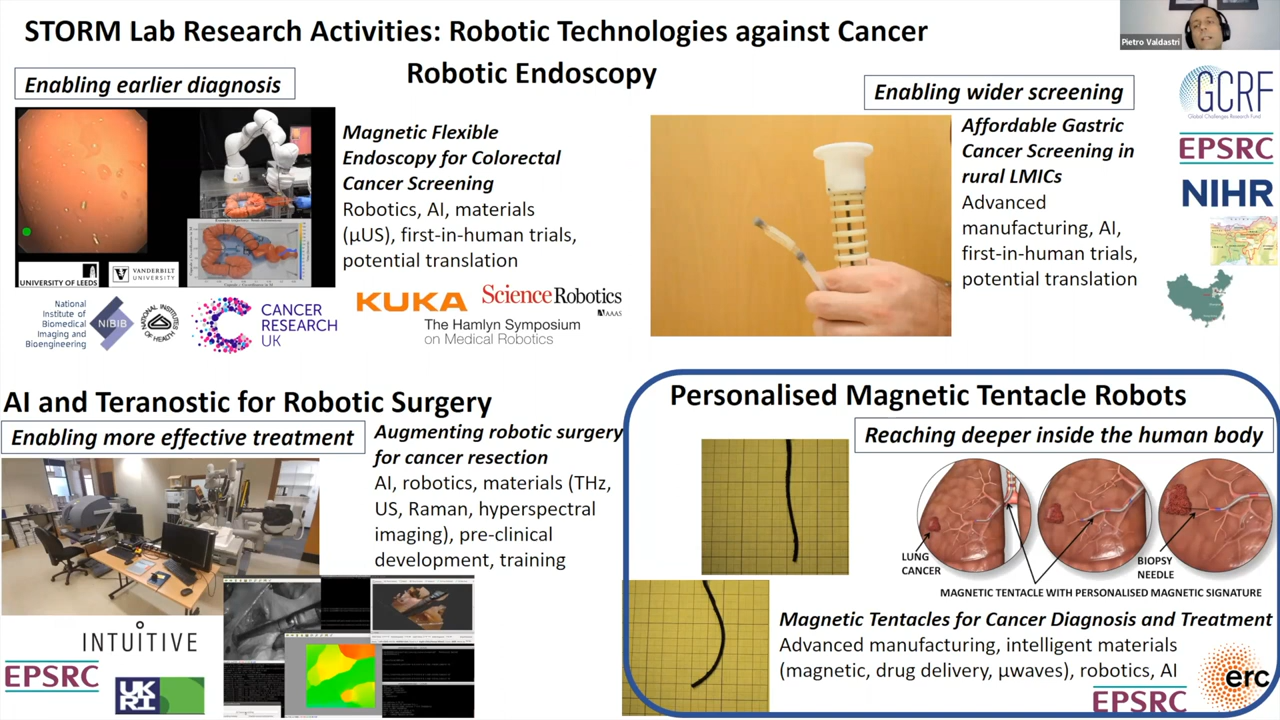 STORM Lab Research Activities: Robotic Technologies against Cancer
Pietro Valdastri
Robotic Endoscopy
Enabling earlier diagnosis
Magnetic Flexible
Endoscopy for Colorectal
Cancer Screening
Robotics, AI, materials
(µUS), first-in-human trials,
potential translation
UNIVERSITY OF LEEDS
VANDERBILT
UNIVERSITY
National
Institute of
Biomedical
Imaging and
Bioengineering
NIBIB
CANCER
RESEARCH
UK
KUKA
Science Robotics
AAAS
The Hamlyn Symposium
on Medical Robotics
Enabling wider screening
Affordable Gastric
Cancer Screening in
rural LMICs
Advanced
manufacturing, AI,
first-in-human trials,
potential translation
GCRF
Global Challenges Research Fund
EPSRC
NIHR
AI and Teranostic for Robotic Surgery
Enabling more effective treatment
Augmenting robotic surgery
for cancer resection
AI, robotics, materials (THz,
US, Raman, hyperspectral
imaging), pre-clinical
development, training
INTUITIVE
EPSRC
Personalised Magnetic Tentacle Robots
Reaching deeper inside the human body
LUNG
CANCER
BIOPSY
NEEDLE
MAGNETIC TENTACLE WITH PERSONALISED MAGNETIC SIGNATURE
Magnetic Tenacles for Cancer Diagnosis and Treatment
Advanced manufacturing, intelligent materials
(magnetic, drug delivery, µwaves), robotics, AI
EPSRC
erc